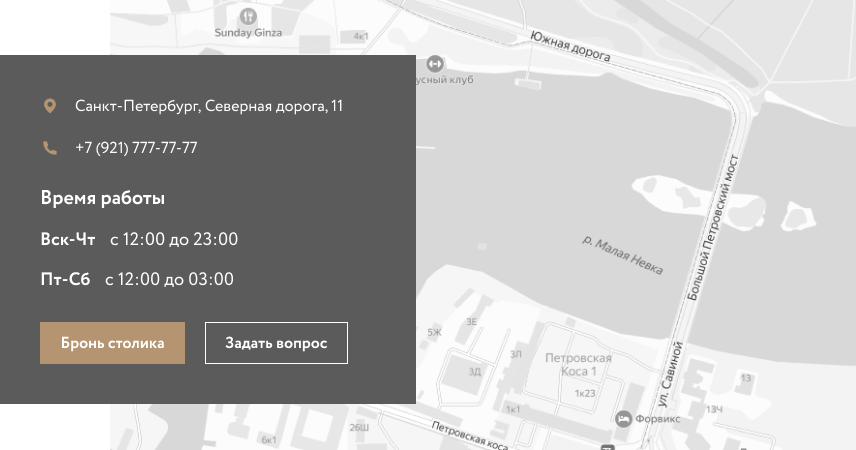 Sunday Ginza
4к1
Южная дорога
усный клуб
Санкт-Петербург, Северная дорога, 11
+7 (921) 777-77-77
Время работы
Вск-Чт с 12:00 до 23:00
Пт-Сб с 12:00 до 03:00
Бронь столика
Задать вопрос
Большой Петровский мост
р. Малая Невка
5Ж
3Е
3Л
3Д
Петровская
Коса 1
1к23
1к1
ул. Савиной
13
13Ч
Форвикс
Петровская коса
26Ш
6к1